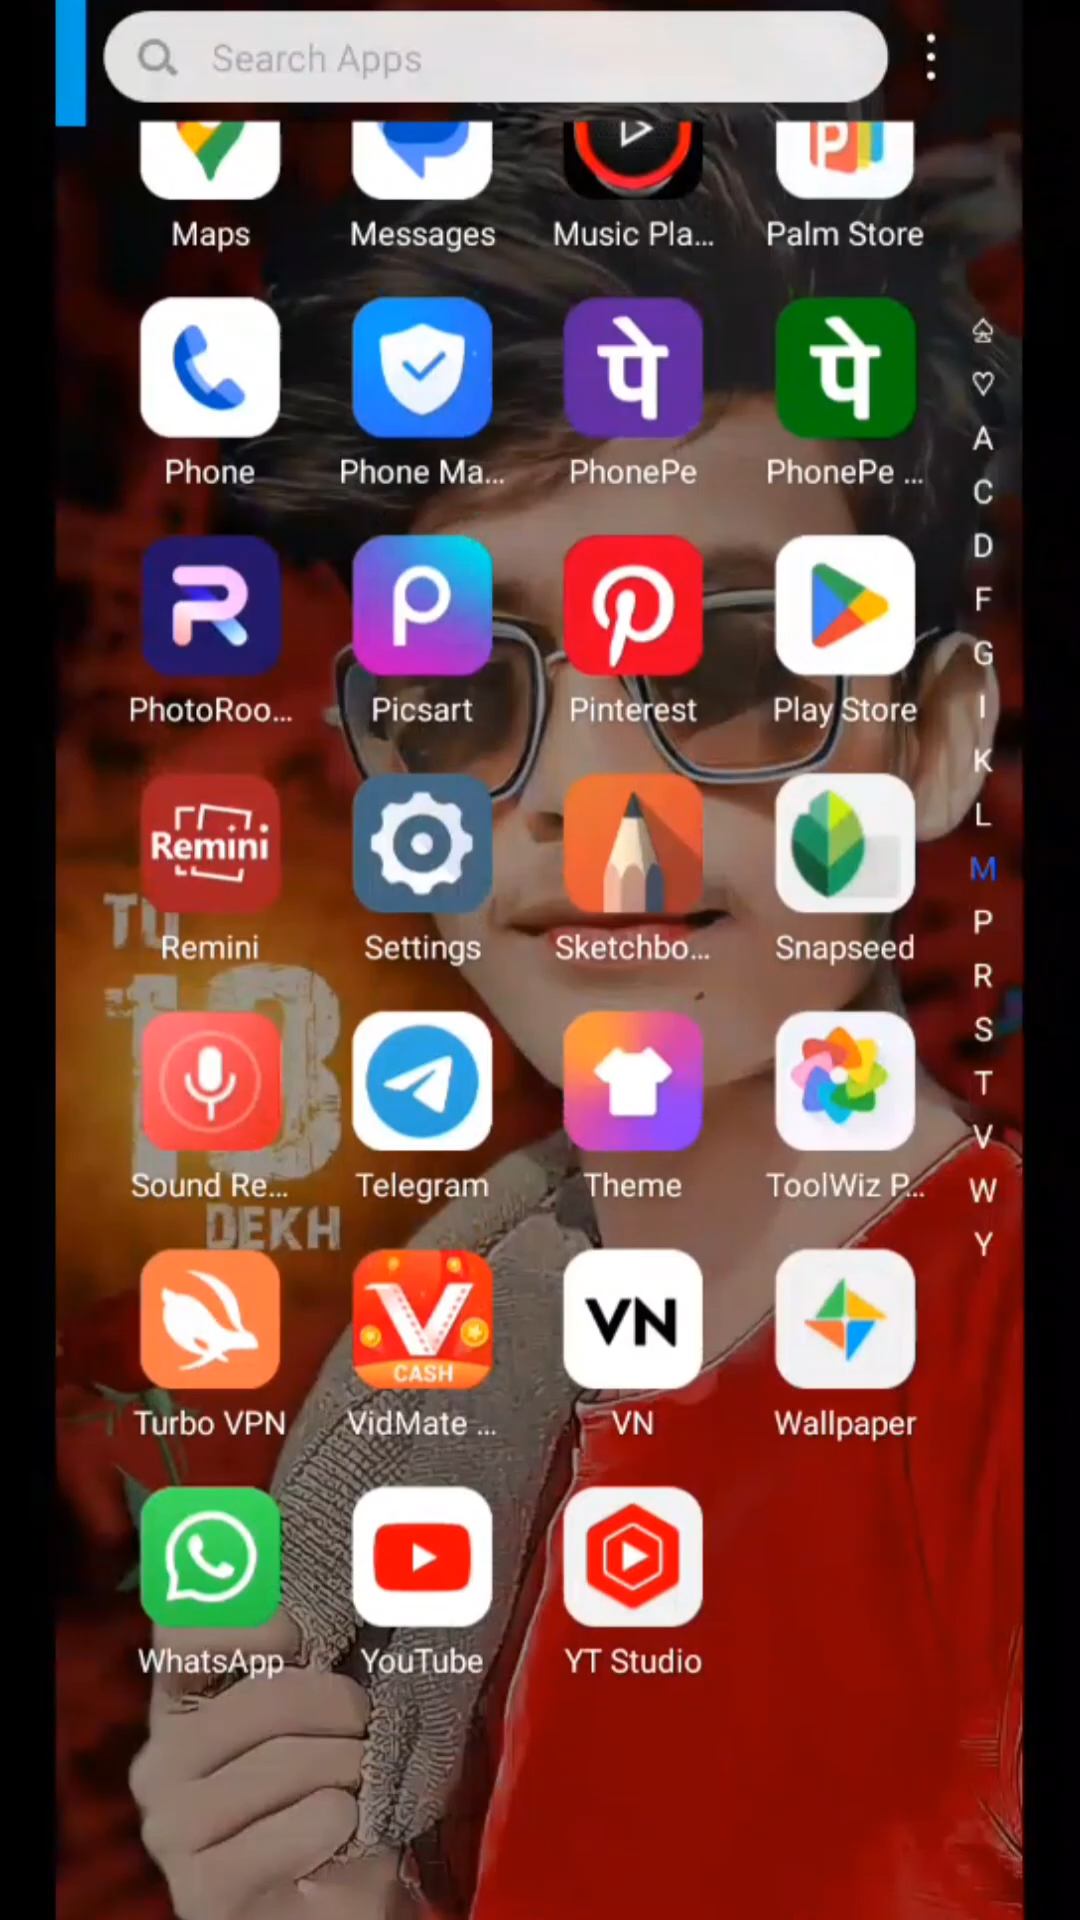 Search Apps
Maps Messages Music Pla... Palm Store
पे पे
Phone Phone Ma... PhonePe PhonePe ...
PhotoRoo... Picsart Pinterest Play Store
Remini
Remini Settings Sketchbo... Snapseed
Sound Re... Telegram Theme ToolWiz P...
CASH VN
Turbo VPN VidMate ... VN Wallpaper
WhatsApp YouTube YT Studio
TU
13
DEKH
A
C
D
F
G
I
K
L
M
P
R
S
T
V
W
Y